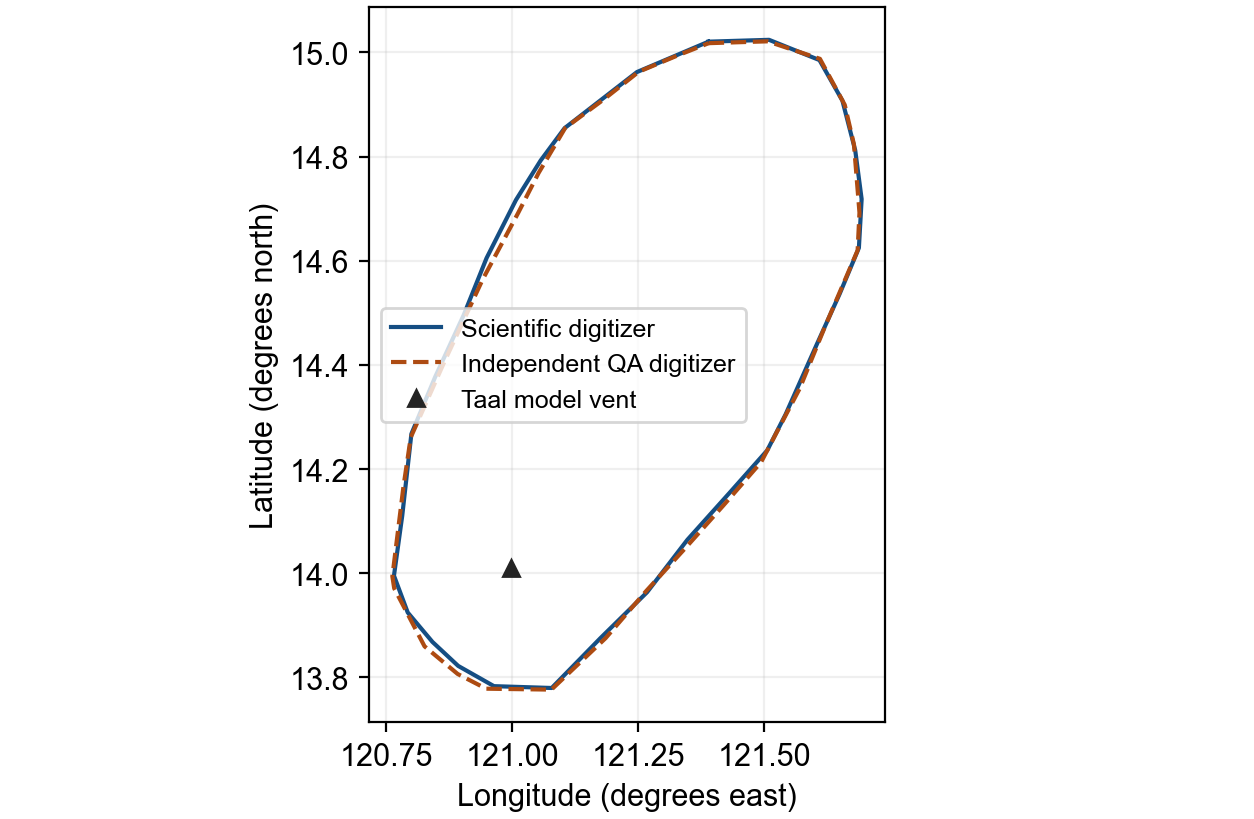 15.0
14.8
14.6
14.4
14.2
14.0
13.8
Latitude (degrees north)
Scientific digitizer
Independent QA digitizer
Taal model vent
120.75 121.00 121.25 121.50
Longitude (degrees east)